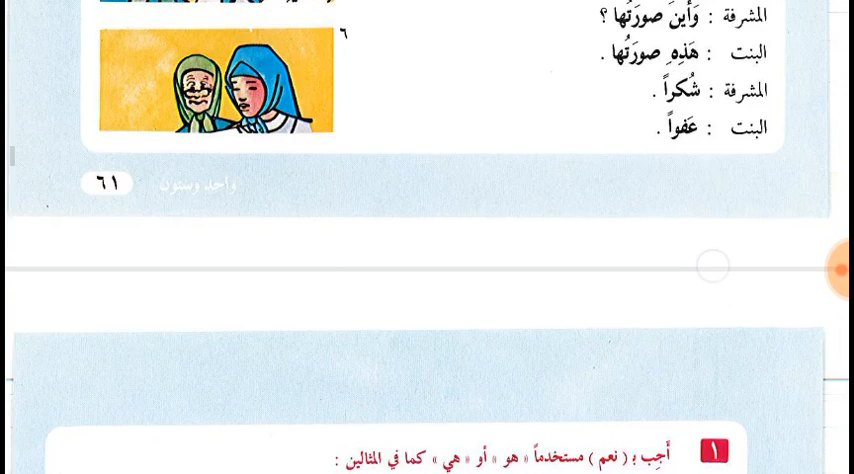 المشرفة : وَأَينَ صورَتُها ؟
البنت : هَذِهِ صورَتُها .
المشرفة : شُكراً .
البنت : عَفواً .
٦
٦١ واحد وستون
١ أَجِب بـ ( نعم ) مستخدماً « هو » أو « هي » كما في المثالين :